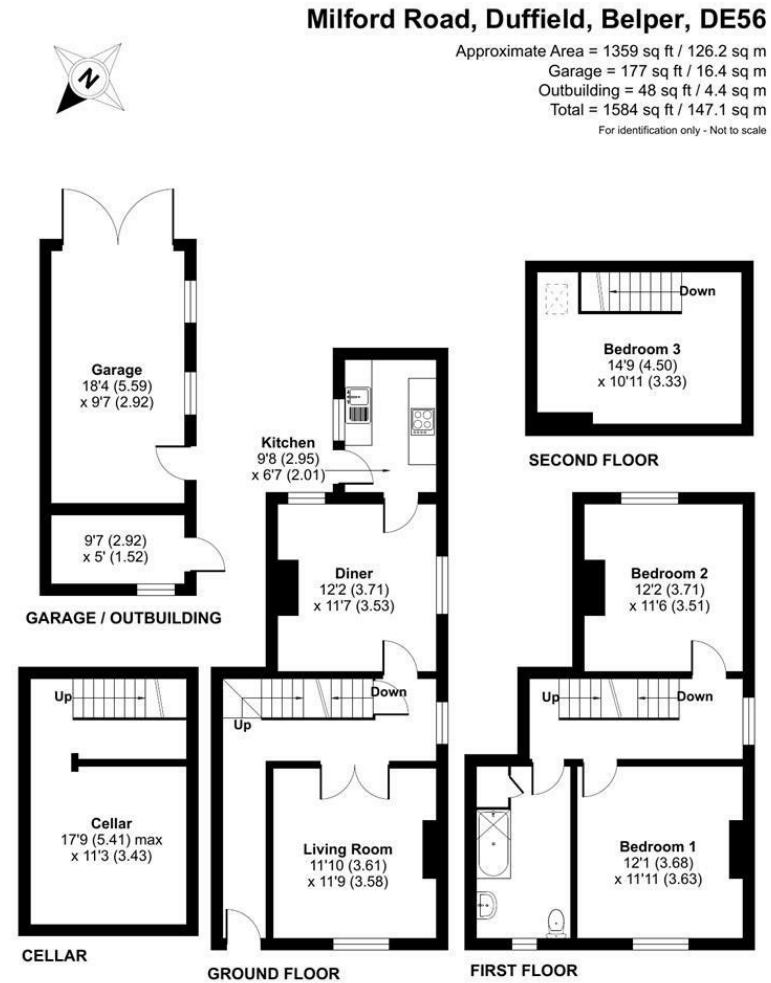 Milford Road, Duffield, Belper, DE56
Approximate Area = 1359 sq ft / 126.2 sq m
Garage = 177 sq ft / 16.4 sq m
Outbuilding = 48 sq ft / 4.4 sq m
Total = 1584 sq ft / 147.1 sq m
For identification only - Not to scale
N
Garage
18'4 (5.59)
x 9'7 (2.92)
9'7 (2.92)
x 5' (1.52)
GARAGE / OUTBUILDING
Down
Bedroom 3
14'9 (4.50)
x 10'11 (3.33)
SECOND FLOOR
Kitchen
9'8 (2.95)
x 6'7 (2.01)
Diner
12'2 (3.71)
x 11'7 (3.53)
Down
Up
Living Room
11'10 (3.61)
x 11'9 (3.58)
GROUND FLOOR
Bedroom 2
12'2 (3.71)
x 11'6 (3.51)
Up
Down
Bedroom 1
12'1 (3.68)
x 11'11 (3.63)
FIRST FLOOR
Up
Cellar
17'9 (5.41) max
x 11'3 (3.43)
CELLAR